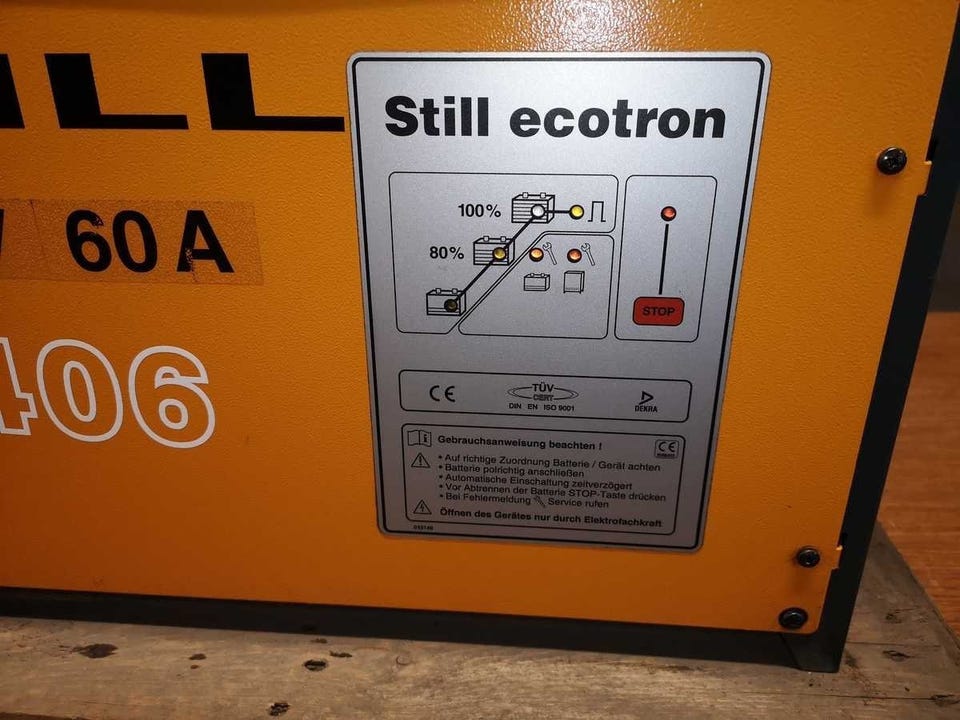 ILL
60 A
406
Still ecotron
100%
80%
STOP
CE
TÜV
CERT
DIN EN ISO 9001
DEKRA
Gebrauchsanweisung beachten !
CE
• Auf richtige Zuordnung Batterie / Gerät achten
• Batterie polrichtig anschließen
• Automatische Einschaltung zeitverzögert
• Vor Abtrennen der Batterie STOP-Taste drücken
• Bei Fehlermeldung Service rufen
Öffnen des Gerätes nur durch Elektrofachkraft